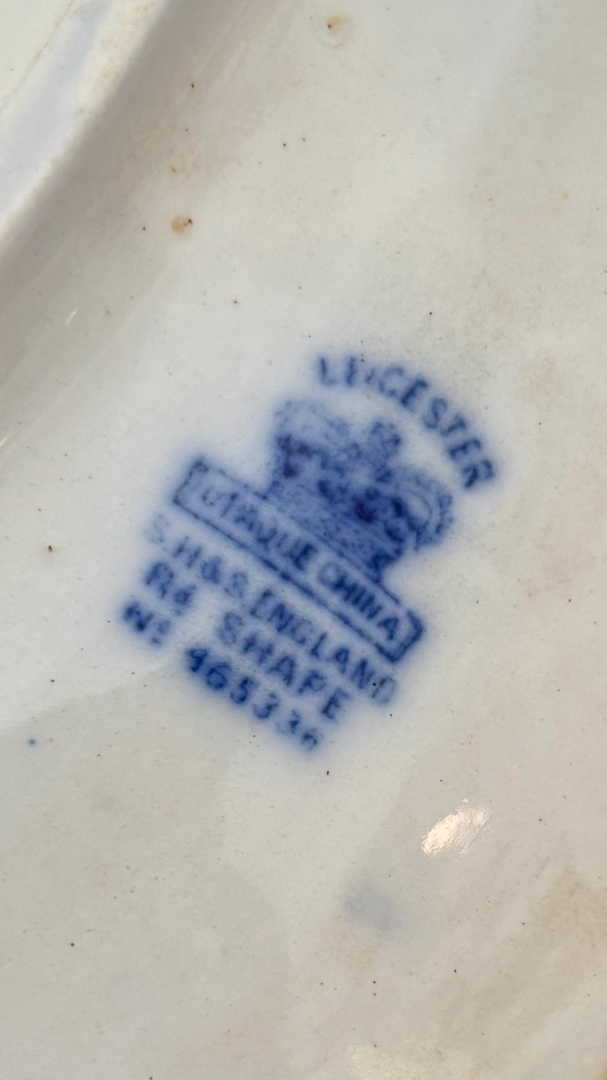 LEICESTER
OPAQUE CHINA
S.H&S. ENGLAND
Rd SHAPE
No 465336